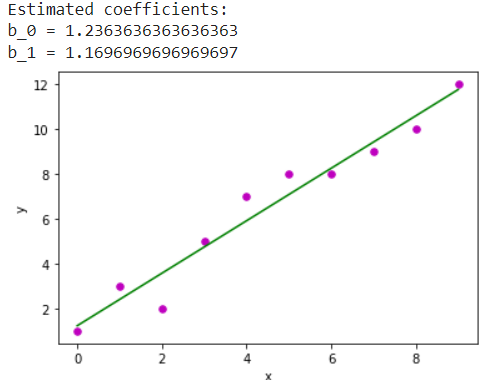 Estimated coefficients:
b_0 = 1.2363636363636363
b_1 = 1.1696969696969697
12
10
8
6
4
2
y
0 2 4 6 8
x